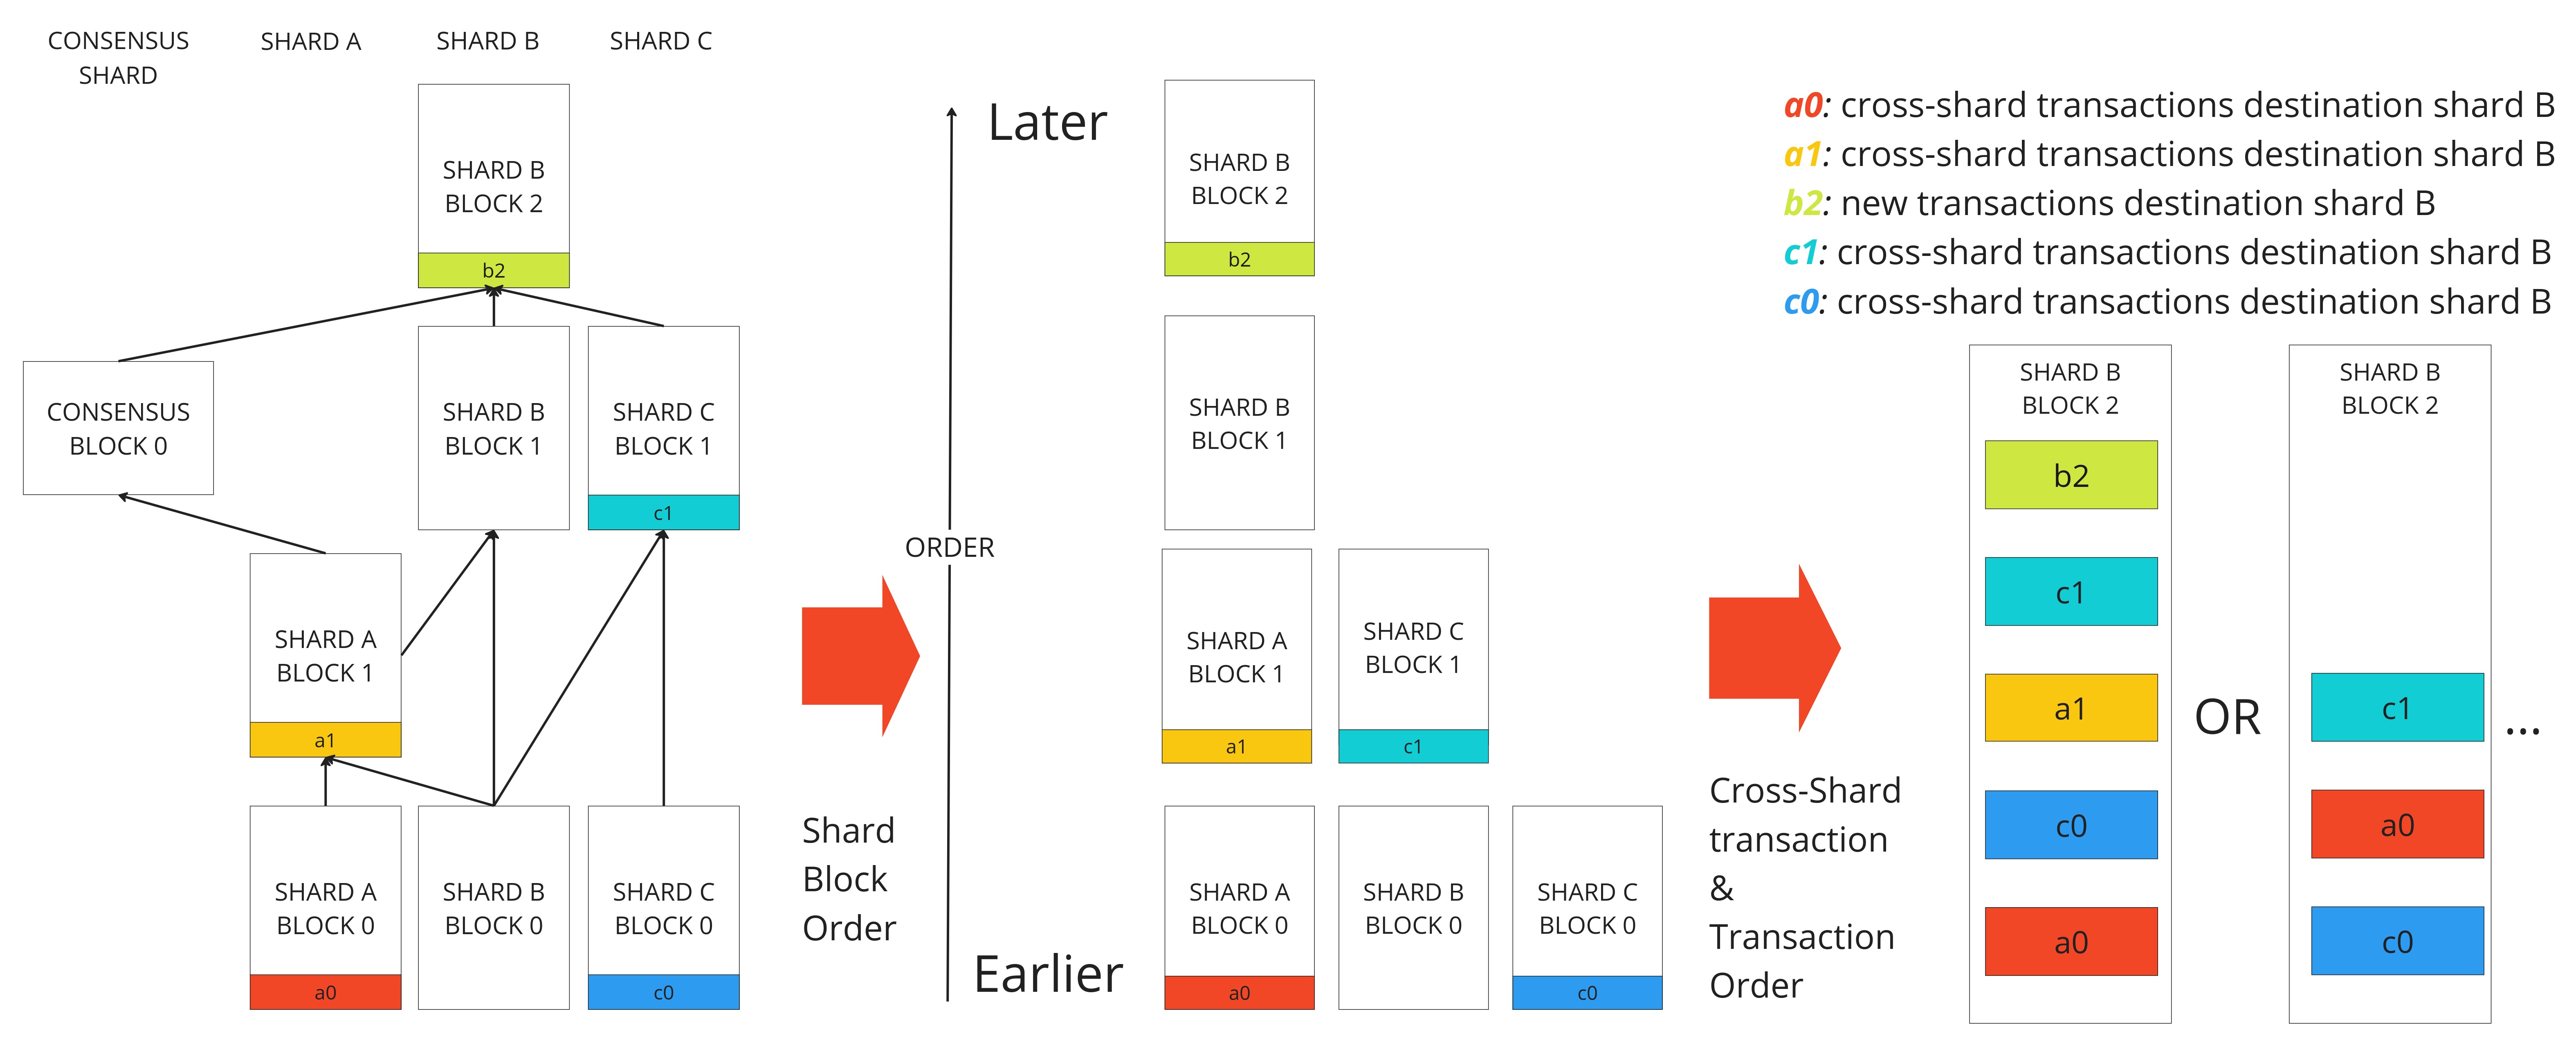 CONSENSUS
SHARD
SHARD A
SHARD B
SHARD C
SHARD B
BLOCK 2
b2
CONSENSUS
BLOCK 0
SHARD B
BLOCK 1
SHARD C
BLOCK 1
c1
SHARD A
BLOCK 1
a1
SHARD A
BLOCK 0
a0
SHARD B
BLOCK 0
SHARD C
BLOCK 0
c0
Shard
Block
Order
Later
ORDER
Earlier
SHARD B
BLOCK 2
b2
SHARD B
BLOCK 1
SHARD A
BLOCK 1
a1
SHARD C
BLOCK 1
c1
SHARD A
BLOCK 0
a0
SHARD B
BLOCK 0
SHARD C
BLOCK 0
c0
Cross-Shard
transaction
&
Transaction
Order
a0: cross-shard transactions destination shard B
a1: cross-shard transactions destination shard B
b2: new transactions destination shard B
c1: cross-shard transactions destination shard B
c0: cross-shard transactions destination shard B
SHARD B
BLOCK 2
b2
c1
a1
c0
a0
OR
SHARD B
BLOCK 2
c1
a0
c0
...